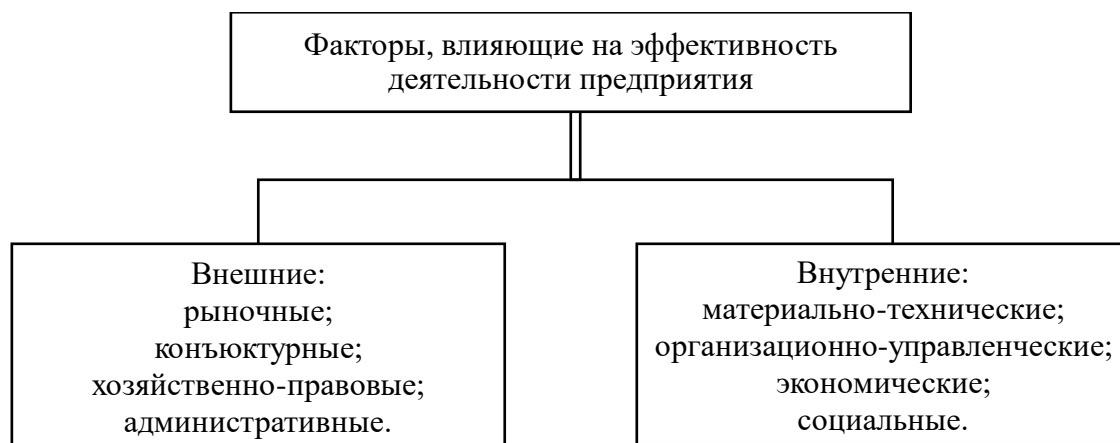 Факторы, влияющие на эффективность
деятельности предприятия
Внешние:
рыночные;
конъюктурные;
хозяйственно-правовые;
административные.
Внутренние:
материально-технические;
организационно-управленческие;
экономические;
социальные.